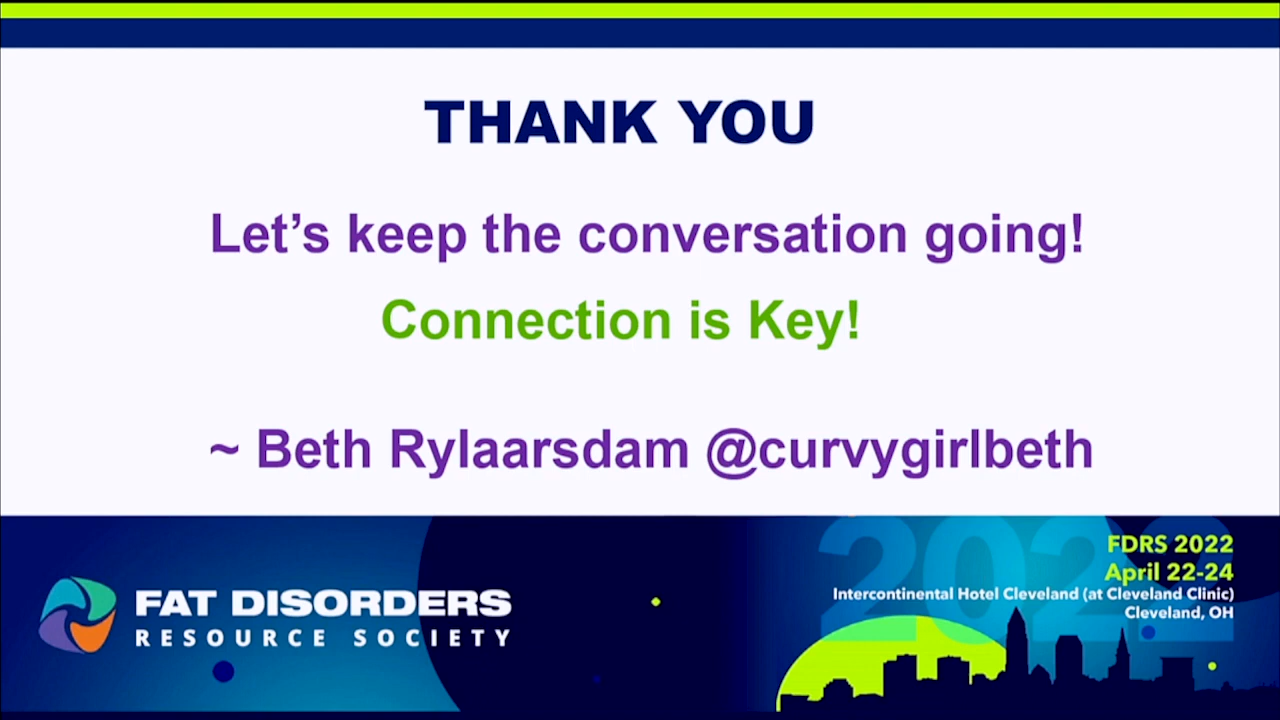 THANK YOU
Let’s keep the conversation going!
Connection is Key!
~ Beth Rylaarsdam @curvygirlbeth
FAT DISORDERS
RESOURCE SOCIETY
2022
FDRS 2022
April 22-24
Intercontinental Hotel Cleveland (at Cleveland Clinic)
Cleveland, OH